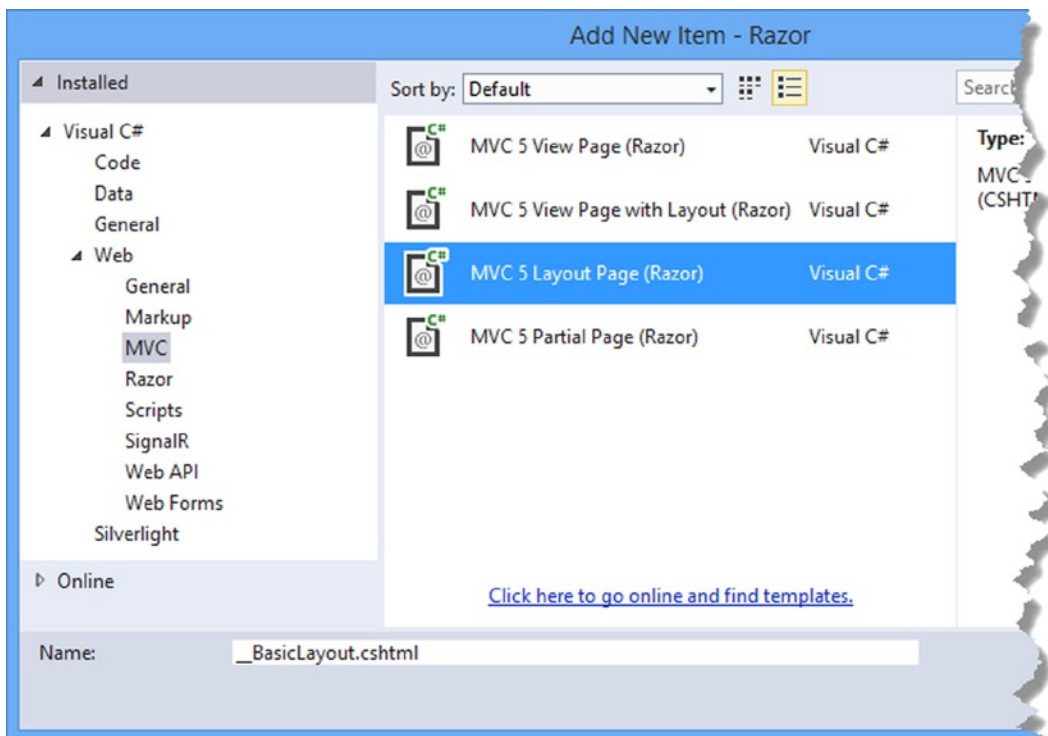 Add New Item - Razor
Installed
Visual C#
Code
Data
General
Web
General
Markup
MVC
Razor
Scripts
SignalR
Web API
Web Forms
Silverlight
Online
Sort by: Default
C# @ MVC 5 View Page (Razor) Visual C#
C# @ MVC 5 View Page with Layout (Razor) Visual C#
C# @ MVC 5 Layout Page (Razor) Visual C#
C# @ MVC 5 Partial Page (Razor) Visual C#
Click here to go online and find templates.
Type:
MVC
Name: __BasicLayout.cshtml